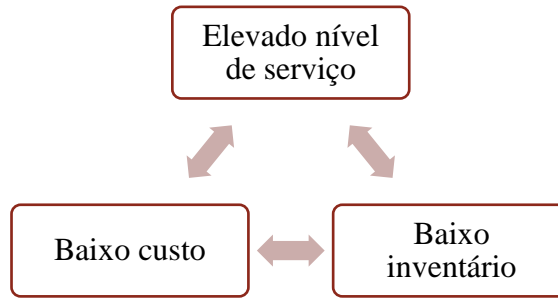 Elevado nível
de serviço
Baixo custo
Baixo
inventário